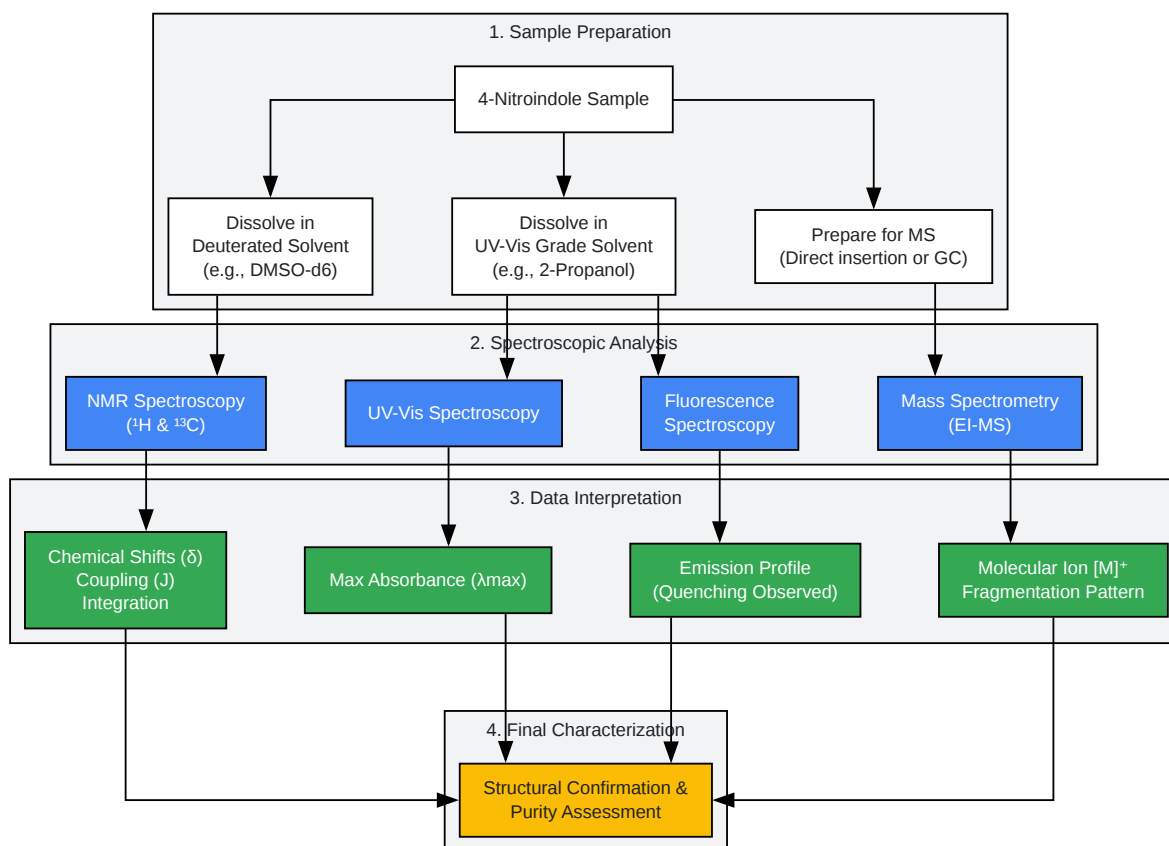 1. Sample Preparation
4-Nitroindole Sample
Dissolve in
Deuterated Solvent
(e.g., DMSO-d6)
Dissolve in
UV-Vis Grade Solvent
(e.g., 2-Propanol)
Prepare for MS
(Direct insertion or GC)
2. Spectroscopic Analysis
NMR Spectroscopy
(¹H & ¹³C)
UV-Vis Spectroscopy
Fluorescence
Spectroscopy
Mass Spectrometry
(EI-MS)
3. Data Interpretation
Chemical Shifts (δ)
Coupling (J)
Integration
Max Absorbance (λmax)
Emission Profile
(Quenching Observed)
Molecular Ion [M]⁺
Fragmentation Pattern
4. Final Characterization
Structural Confirmation &
Purity Assessment